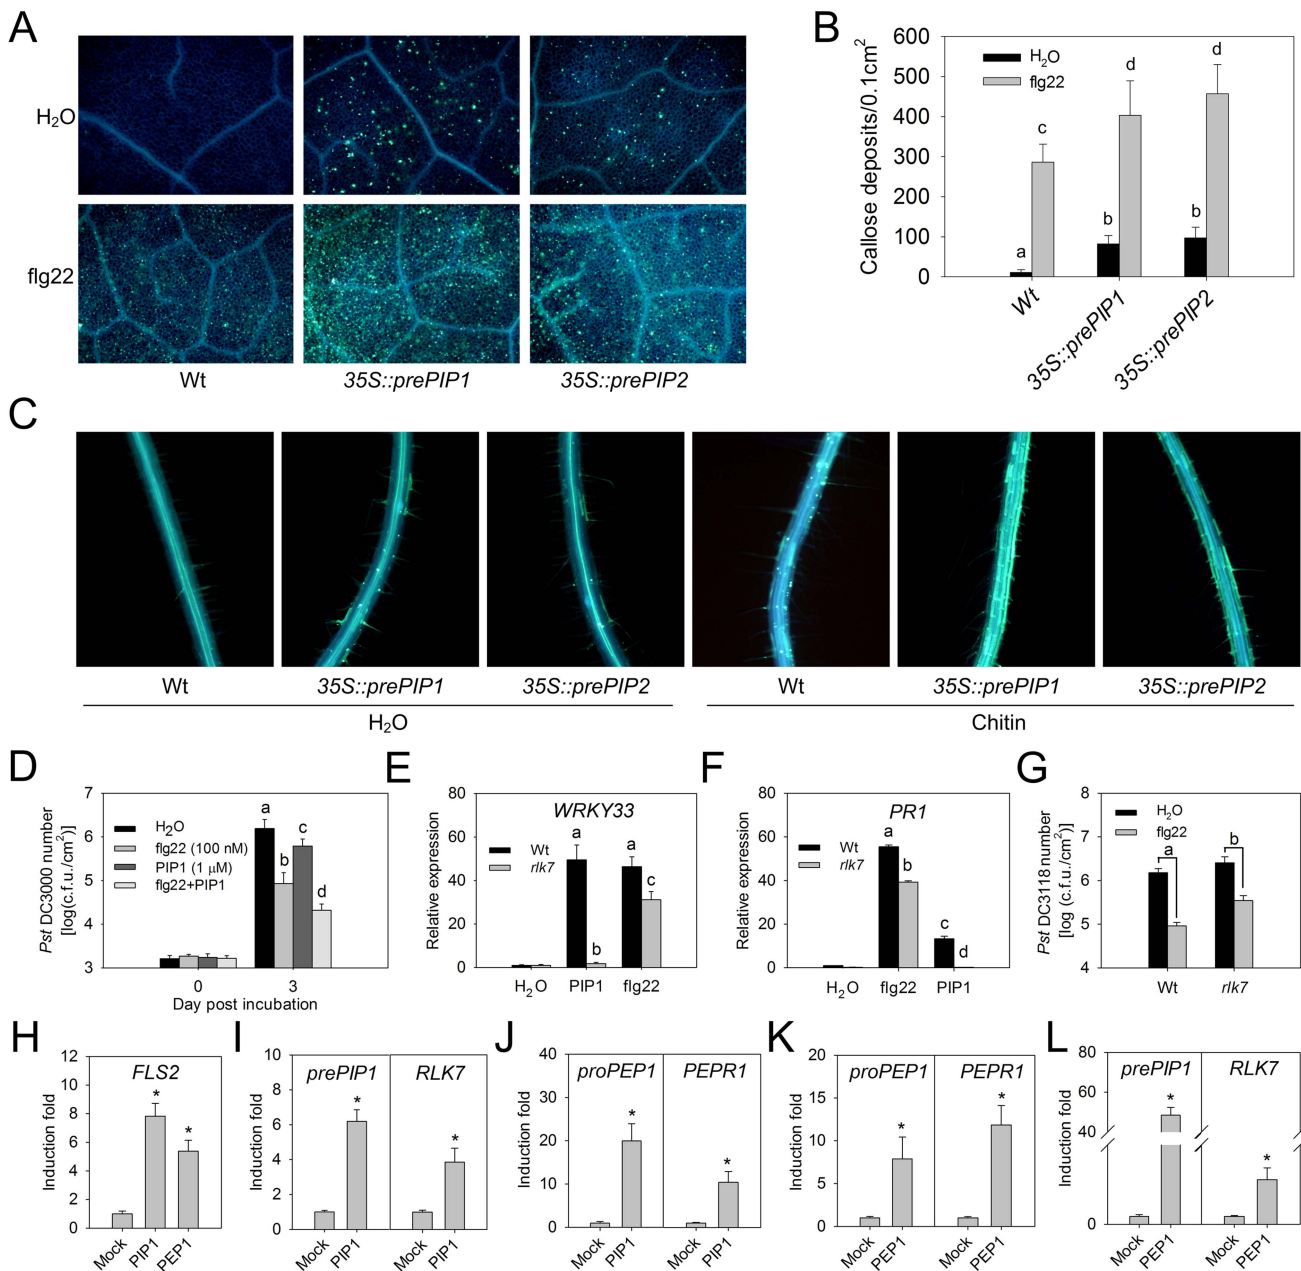 A
H2O
flg22
Wt
35S::prePIP1
35S::prePIP2
B
Callose deposits/0.1cm2
600
500
400
300
200
100
0
H2O
flg22
a
c
b
d
b
d
Wt
35S::prePIP1
35S::prePIP2
C
Wt
35S::prePIP1
35S::prePIP2
Wt
35S::prePIP1
35S::prePIP2
H2O
Chitin
D
Pst DC3000 number
[log(c.f.u./cm2)]
7
6
5
4
3
H2O
flg22 (100 nM)
PIP1 (1 μM)
flg22+PIP1
a
b
c
d
0
3
Day post incubation
E
Relative expression
80
60
40
20
0
WRKY33
Wt
rlk7
a
b
a
c
H2O
PIP1
flg22
F
Relative expression
80
60
40
20
0
PR1
Wt
rlk7
a
b
c
d
H2O
flg22
PIP1
G
Pst DC3118 number
[log (c.f.u./cm2)]
8
7
6
5
4
H2O
flg22
a
b
Wt
rlk7
H
Induction fold
12
10
8
6
4
2
0
FLS2
*
*
Mock
PIP1
PEP1
I
Induction fold
10
8
6
4
2
0
prePIP1
RLK7
*
*
Mock
PIP1
Mock
PIP1
J
Induction fold
40
30
20
10
0
proPEP1
PEPR1
*
*
Mock
PIP1
Mock
PIP1
K
Induction fold
20
15
10
5
0
proPEP1
PEPR1
*
*
Mock
PEP1
Mock
PEP1
L
Induction fold
80
60
40
0
prePIP1
RLK7
*
*
Mock
PEP1
Mock
PEP1